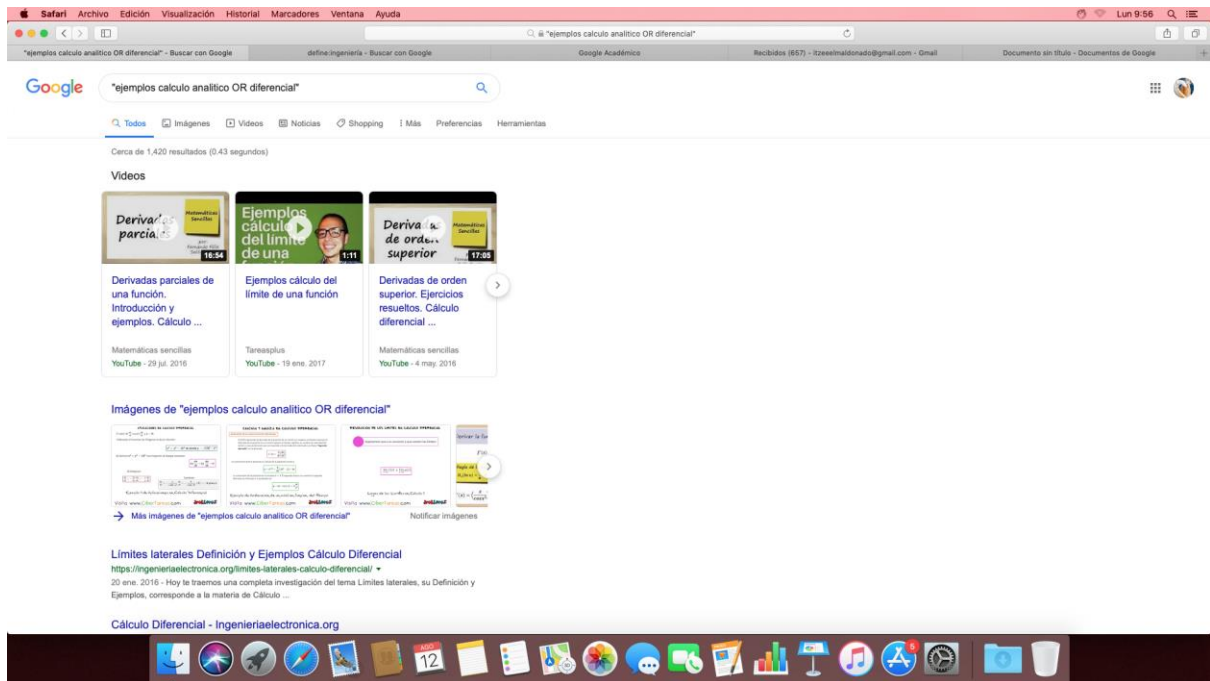 Safari Archivo Edición Visualización Historial Marcadores Ventana Ayuda
Lun 9:56
"ejemplos calculo analitico OR diferencial"
"ejemplos calculo analitico OR diferencial" - Buscar con Google
define:ingeniería - Buscar con Google
Google Académico
Recibidos (657) - itzeeelmaldonado@gmail.com - Gmail
Documento sin título - Documentos de Google
Google
"ejemplos calculo analitico OR diferencial"
Todos Imágenes Videos Noticias Shopping Más Preferencias Herramientas
Cerca de 1,420 resultados (0.43 segundos)
Videos
Matemáticas
Sencillas
parcia
16:54
Ejemplos
del límite
de una
1:11
Matemáticas
Sencillas
de orden
superior
17:05
Derivadas parciales de
una función.
Introducción y
ejemplos. Cálculo ...
Matemáticas sencillas
YouTube - 29 jul. 2016
Ejemplos cálculo del
límite de una función
Tareasplus
YouTube - 19 ene. 2017
Derivadas de orden
superior. Ejercicios
resueltos. Cálculo
diferencial ...
Matemáticas sencillas
YouTube - 4 may. 2016
Imágenes de "ejemplos calculo analitico OR diferencial"
Más imágenes de "ejemplos calculo analitico OR diferencial"
Notificar imágenes
Límites laterales Definición y Ejemplos Cálculo Diferencial
https://ingenieriaelectronica.org/limites-laterales-calculo-diferencial/
20 ene. 2016 - Hoy te traemos una completa investigación del tema Límites laterales, su Definición y
Ejemplos, corresponde a la materia de Cálculo ...
Cálculo Diferencial - Ingenieriaelectronica.org
AGO
12
5